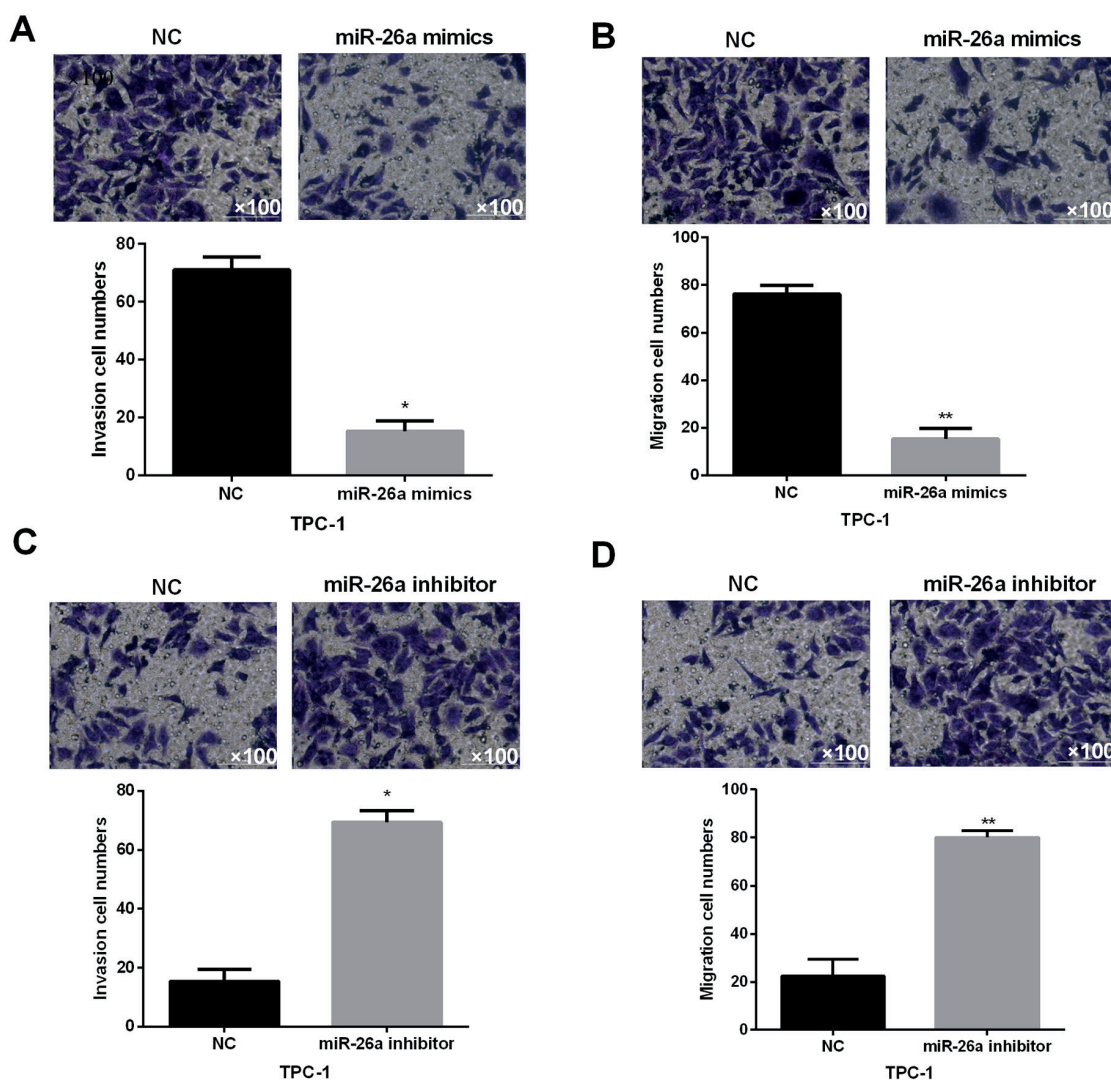 A
NC
miR-26a mimics
×100
×100
×100
80
60
40
20
0
Invasion cell numbers
*
NC
miR-26a mimics
TPC-1
B
NC
miR-26a mimics
×100
×100
100
80
60
40
20
0
Migration cell numbers
**
NC
miR-26a mimics
TPC-1
C
NC
miR-26a inhibitor
×100
×100
80
60
40
20
0
Invasion cell numbers
*
NC
miR-26a inhibitor
TPC-1
D
NC
miR-26a inhibitor
×100
×100
100
80
60
40
20
0
Migration cell numbers
**
NC
miR-26a inhibitor
TPC-1